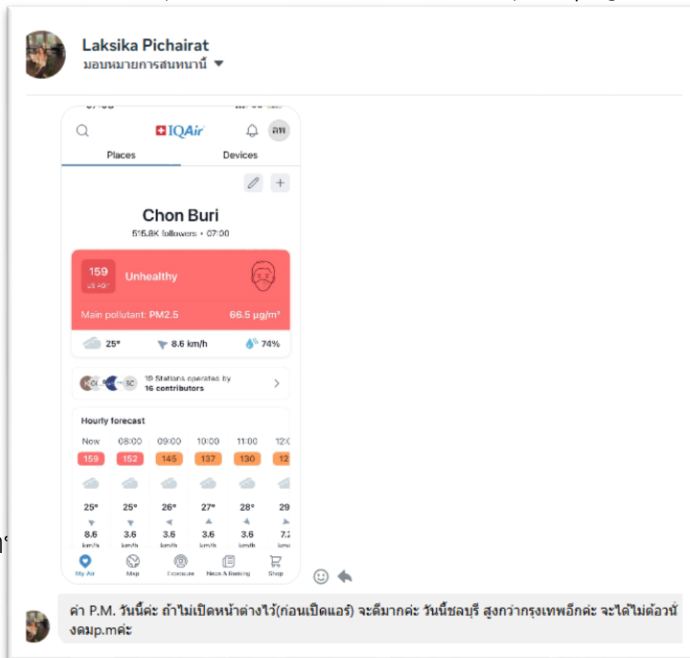 Laksika Pichairat
มอบหมายการสนทนานี้
IQAir
ลท
Places Devices
Chon Buri
515.8K followers • 07:00
159 Unhealthy
US AQI
Main pollutant: PM2.5 66.5 µg/m³
25° 8.6 km/h 74%
SC
Stations operated by
16 contributors
Hourly forecast
Now 08:00 09:00 10:00 11:00
159 152 145 137 130
25° 25° 26° 27° 28° 29
8.6 3.6 3.6 3.6 3.6 7.2
km/h km/h km/h km/h km/h
My Air Map Exposure News & Ranking Shop
ค่า P.M. วันนี้ค่ะ ถ้าไม่เปิดหน้าต่างไว้(ก่อนเปิดแอร์) จะดีมากค่ะ วันนี้ชลบุรี สูงกว่ากรุงเทพอีกค่ะ จะได้ไม่ต้อวนั่
งดมp.mค่ะ